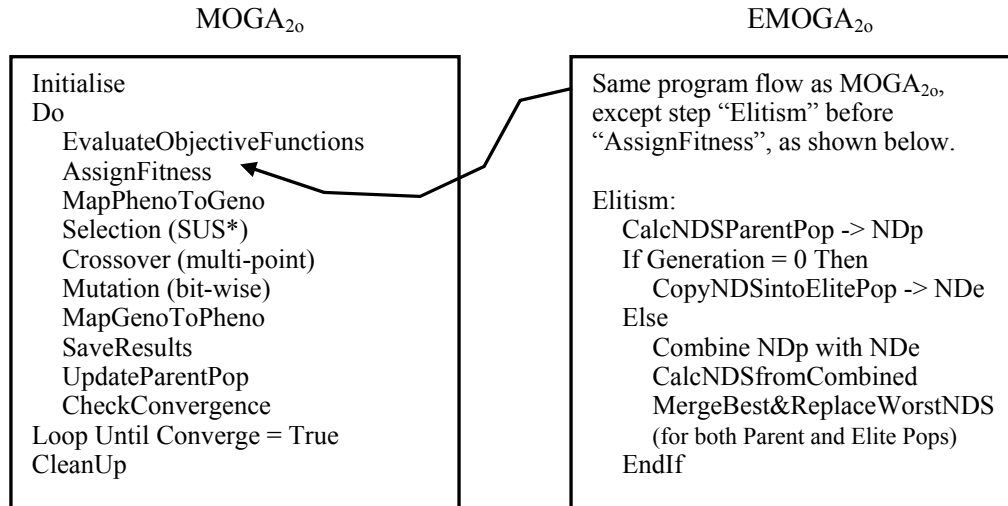 MOGA2o
Initialise
Do
EvaluateObjectiveFunctions
AssignFitness
MapPhenoToGeno
Selection (SUS*)
Crossover (multi-point)
Mutation (bit-wise)
MapGenoToPheno
SaveResults
UpdateParentPop
CheckConvergence
Loop Until Converge = True
CleanUp
EMOGA2o
Same program flow as MOGA2o,
except step “Elitism” before
“AssignFitness”, as shown below.
Elitism:
CalcNDSParentPop -> NDp
If Generation = 0 Then
CopyNDSintoElitePop -> NDe
Else
Combine NDp with NDe
CalcNDSfromCombined
MergeBest&ReplaceWorstNDS
(for both Parent and Elite Pops)
EndIf